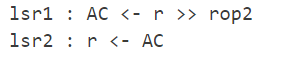 lsr1 : AC <- r >> rop2
lsr2 : r <- AC